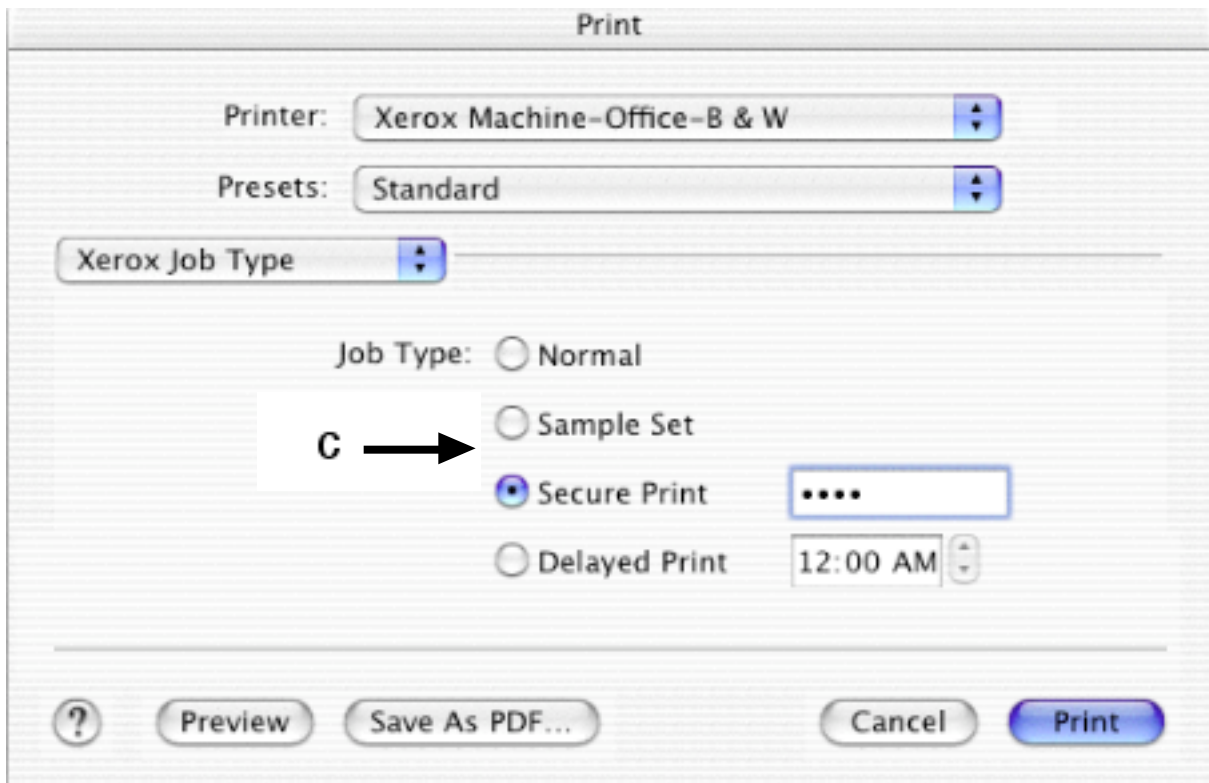 Print
Printer: Xerox Machine-Office-B & W
Presets: Standard
Xerox Job Type
Job Type: Normal
Sample Set
C
Secure Print ••••
Delayed Print 12:00 AM
? Preview Save As PDF... Cancel Print